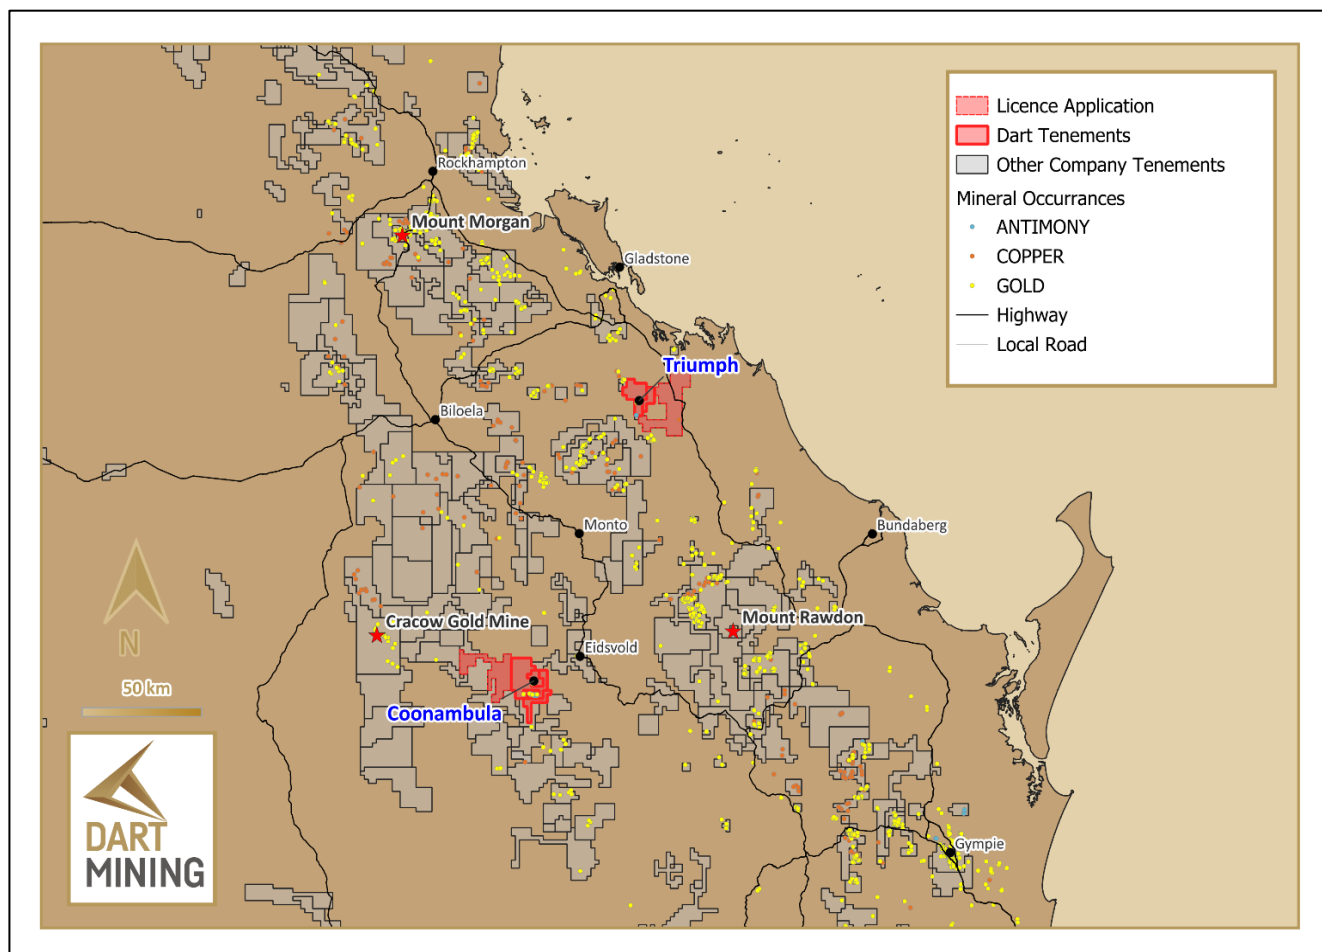 Licence Application
Dart Tenements
Other Company Tenements
Mineral Occurrances
ANTIMONY
COPPER
GOLD
Highway
Local Road
Rockhampton
Mount Morgan
Gladstone
Triumph
Biloela
Monto
Bundaberg
Cracow Gold Mine
Mount Rawdon
Eidsvold
N
50 km
Coonambula
DART
MINING
Gympie